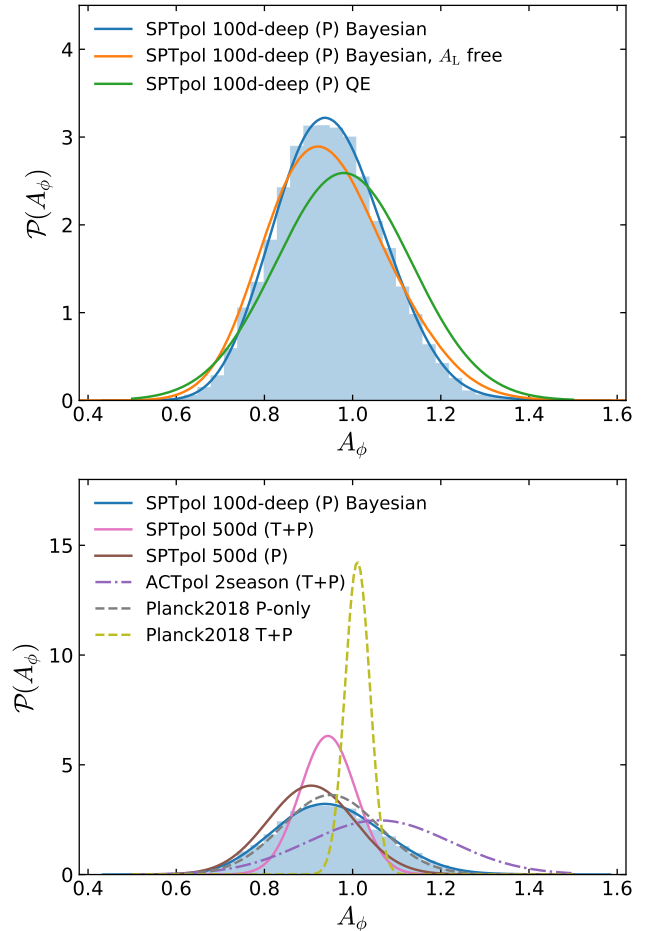 4
3
2
1
0
𝒫(A_ϕ)
SPTpol 100d-deep (P) Bayesian
SPTpol 100d-deep (P) Bayesian, A_L free
SPTpol 100d-deep (P) QE
0.4 0.6 0.8 1.0 1.2 1.4 1.6
A_ϕ
15
10
5
0
𝒫(A_ϕ)
SPTpol 100d-deep (P) Bayesian
SPTpol 500d (T+P)
SPTpol 500d (P)
ACTpol 2season (T+P)
Planck2018 P-only
Planck2018 T+P
0.4 0.6 0.8 1.0 1.2 1.4 1.6
A_ϕ